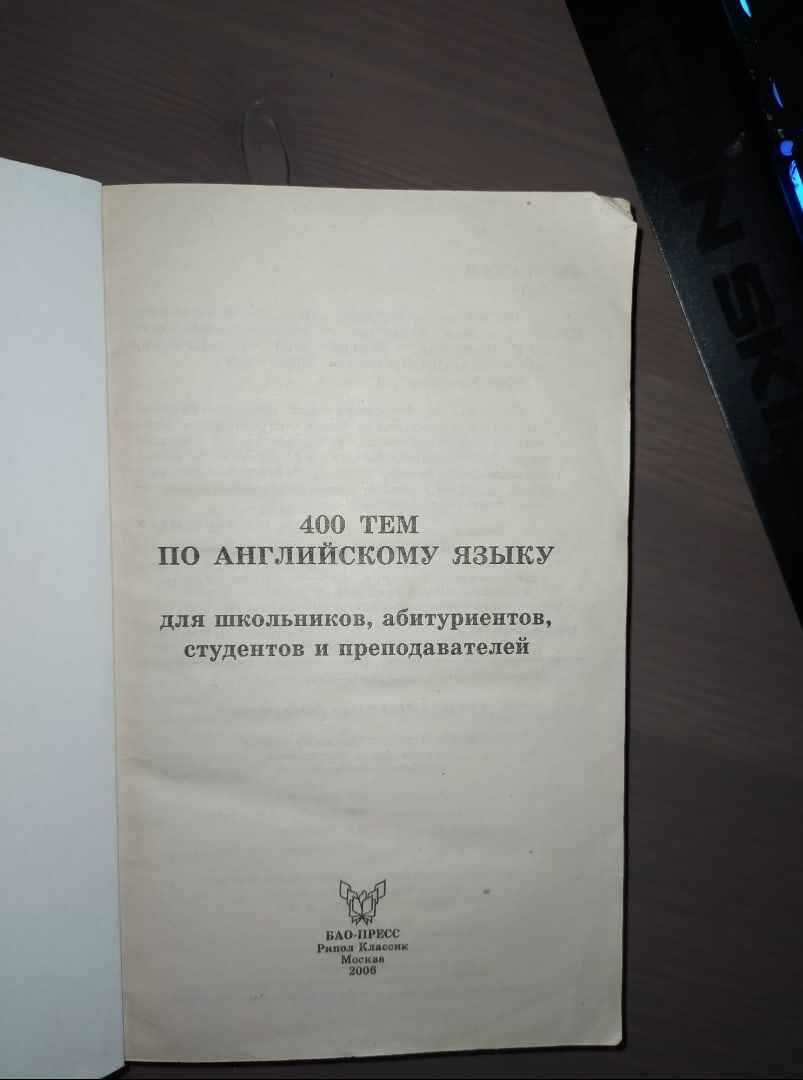 400 ТЕМ
ПО АНГЛИЙСКОМУ ЯЗЫКУ
для школьников, абитуриентов,
студентов и преподавателей
БАО-ПРЕСС
Рипол Классик
Москва
2006